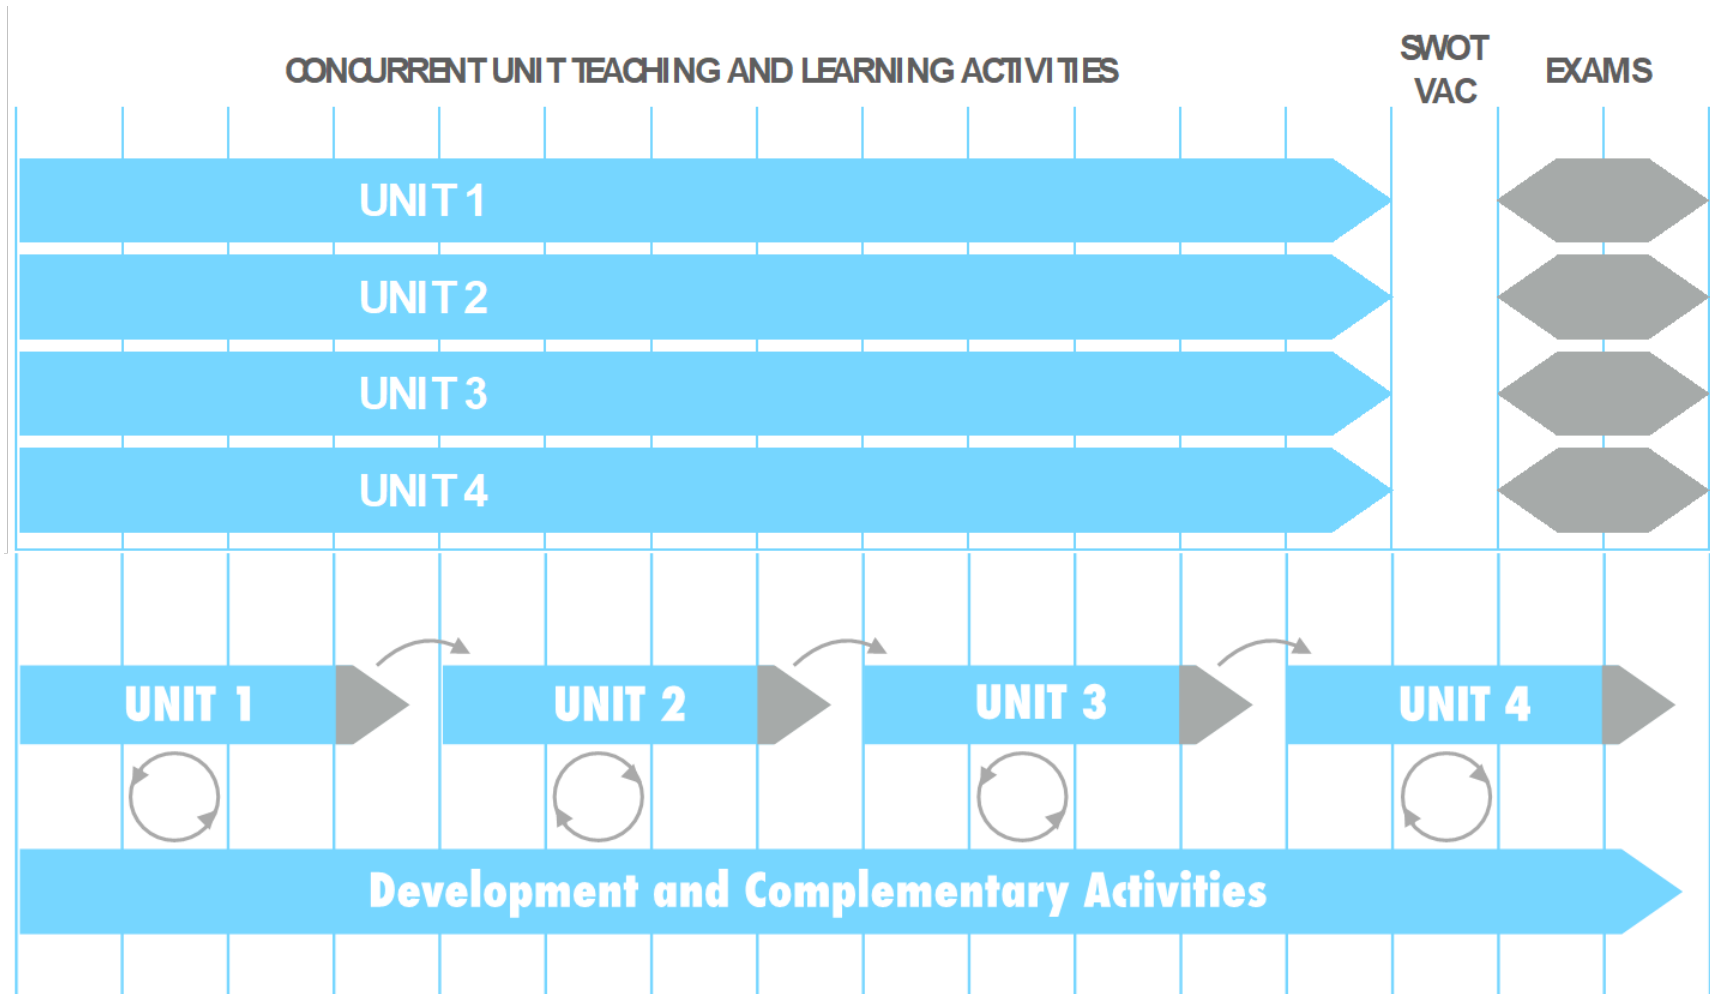 CONCURRENT UNIT TEACHING AND LEARNING ACTIVITIES
SWOT
VAC
EXAMS
UNIT 1
UNIT 2
UNIT 3
UNIT 4
UNIT 1
UNIT 2
UNIT 3
UNIT 4
Development and Complementary Activities